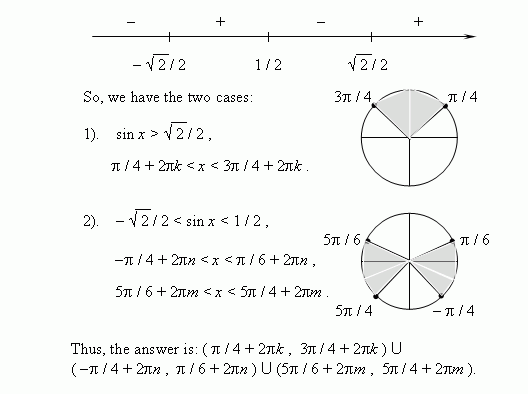 − + − +
− √2 / 2 1 / 2 √2 / 2
So, we have the two cases:
3π / 4 π / 4
1). sin x > √2 / 2 ,
π / 4 + 2πk < x < 3π / 4 + 2πk .
2). − √2 / 2 < sin x < 1 / 2 ,
5π / 6 π / 6
−π / 4 + 2πn < x < π / 6 + 2πn ,
5π / 6 + 2πm < x < 5π / 4 + 2πm .
5π / 4 − π / 4
Thus, the answer is: ( π / 4 + 2πk , 3π / 4 + 2πk ) U
( −π / 4 + 2πn , π / 6 + 2πn ) U (5π / 6 + 2πm , 5π / 4 + 2πm ).